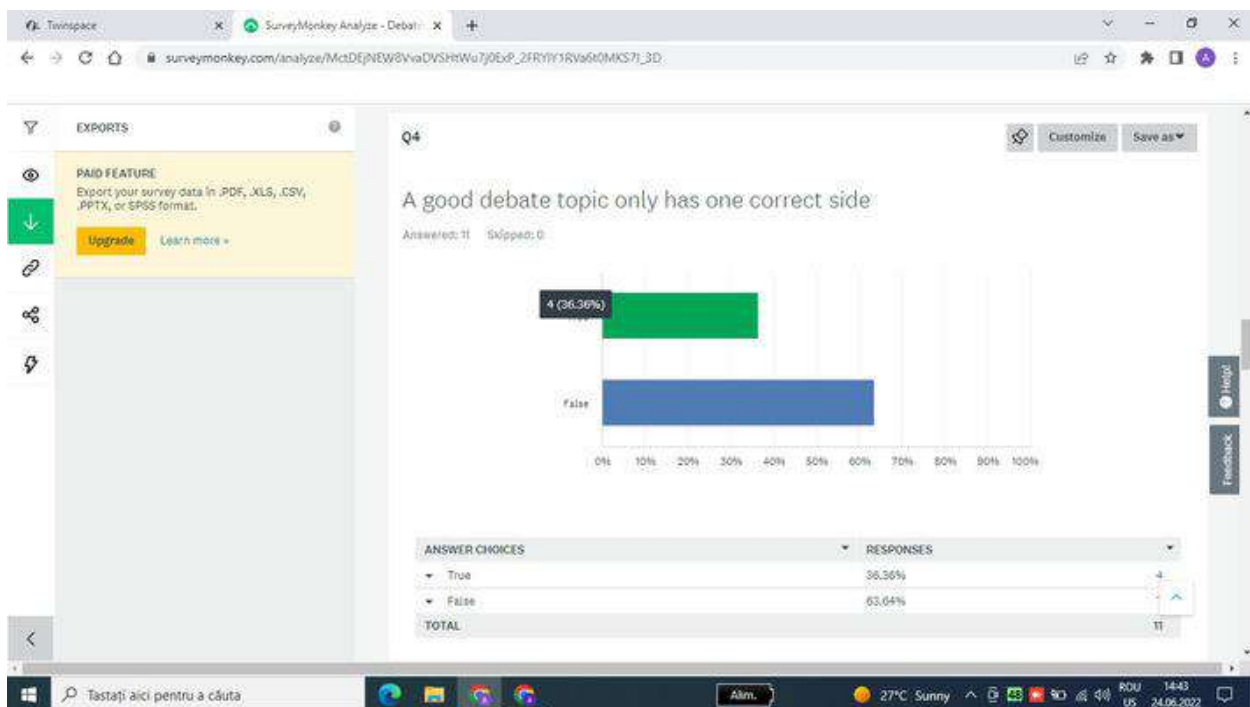 Twinspace
SurveyMonkey Analyze - Debat
EXPORTS
PAID FEATURE
Export your survey data in .PDF, .XLS, .CSV,
.PPTX, or SPSS format.
Upgrade Learn more »
Q4
Customize Save as
A good debate topic only has one correct side
Answered: 11 Skipped: 0
4 (36.36%)
False
0% 10% 20% 30% 40% 50% 60% 70% 80% 90% 100%
Help!
Feedback
ANSWER CHOICES RESPONSES
True 36.36% 4
False 63.64%
TOTAL 11
Tastați aici pentru a căuta
Alim.
27°C Sunny
ROU 14:43
US 24.06.2022